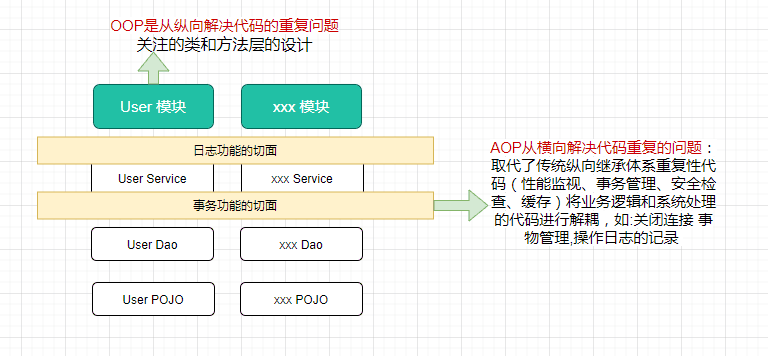 OOP是从纵向解决代码的重复问题
关注的类和方法层的设计
User 模块
xxx 模块
日志功能的切面
User Service
xxx Service
事务功能的切面
User Dao
xxx Dao
User POJO
xxx POJO
AOP从横向解决代码重复的问题：
取代了传统纵向继承体系重复性代
码（性能监视、事务管理、安全检
查、缓存）将业务逻辑和系统处理
的代码进行解耦，如:关闭连接 事
物管理,操作日志的记录